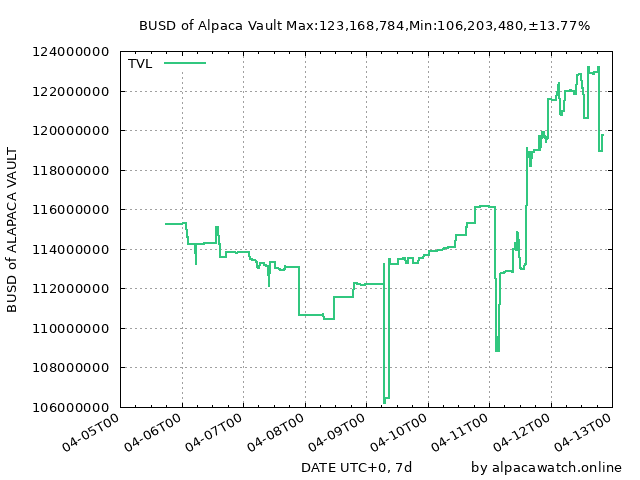 BUSD of Alpaca Vault Max:123,168,784,Min:106,203,480,±13.77%
TVL
BUSD of ALAPACA VAULT
124000000
122000000
120000000
118000000
116000000
114000000
112000000
110000000
108000000
106000000
04-05T00
04-06T00
04-07T00
04-08T00
04-09T00
04-10T00
04-11T00
04-12T00
04-13T00
DATE UTC+0, 7d
by alpacawatch.online